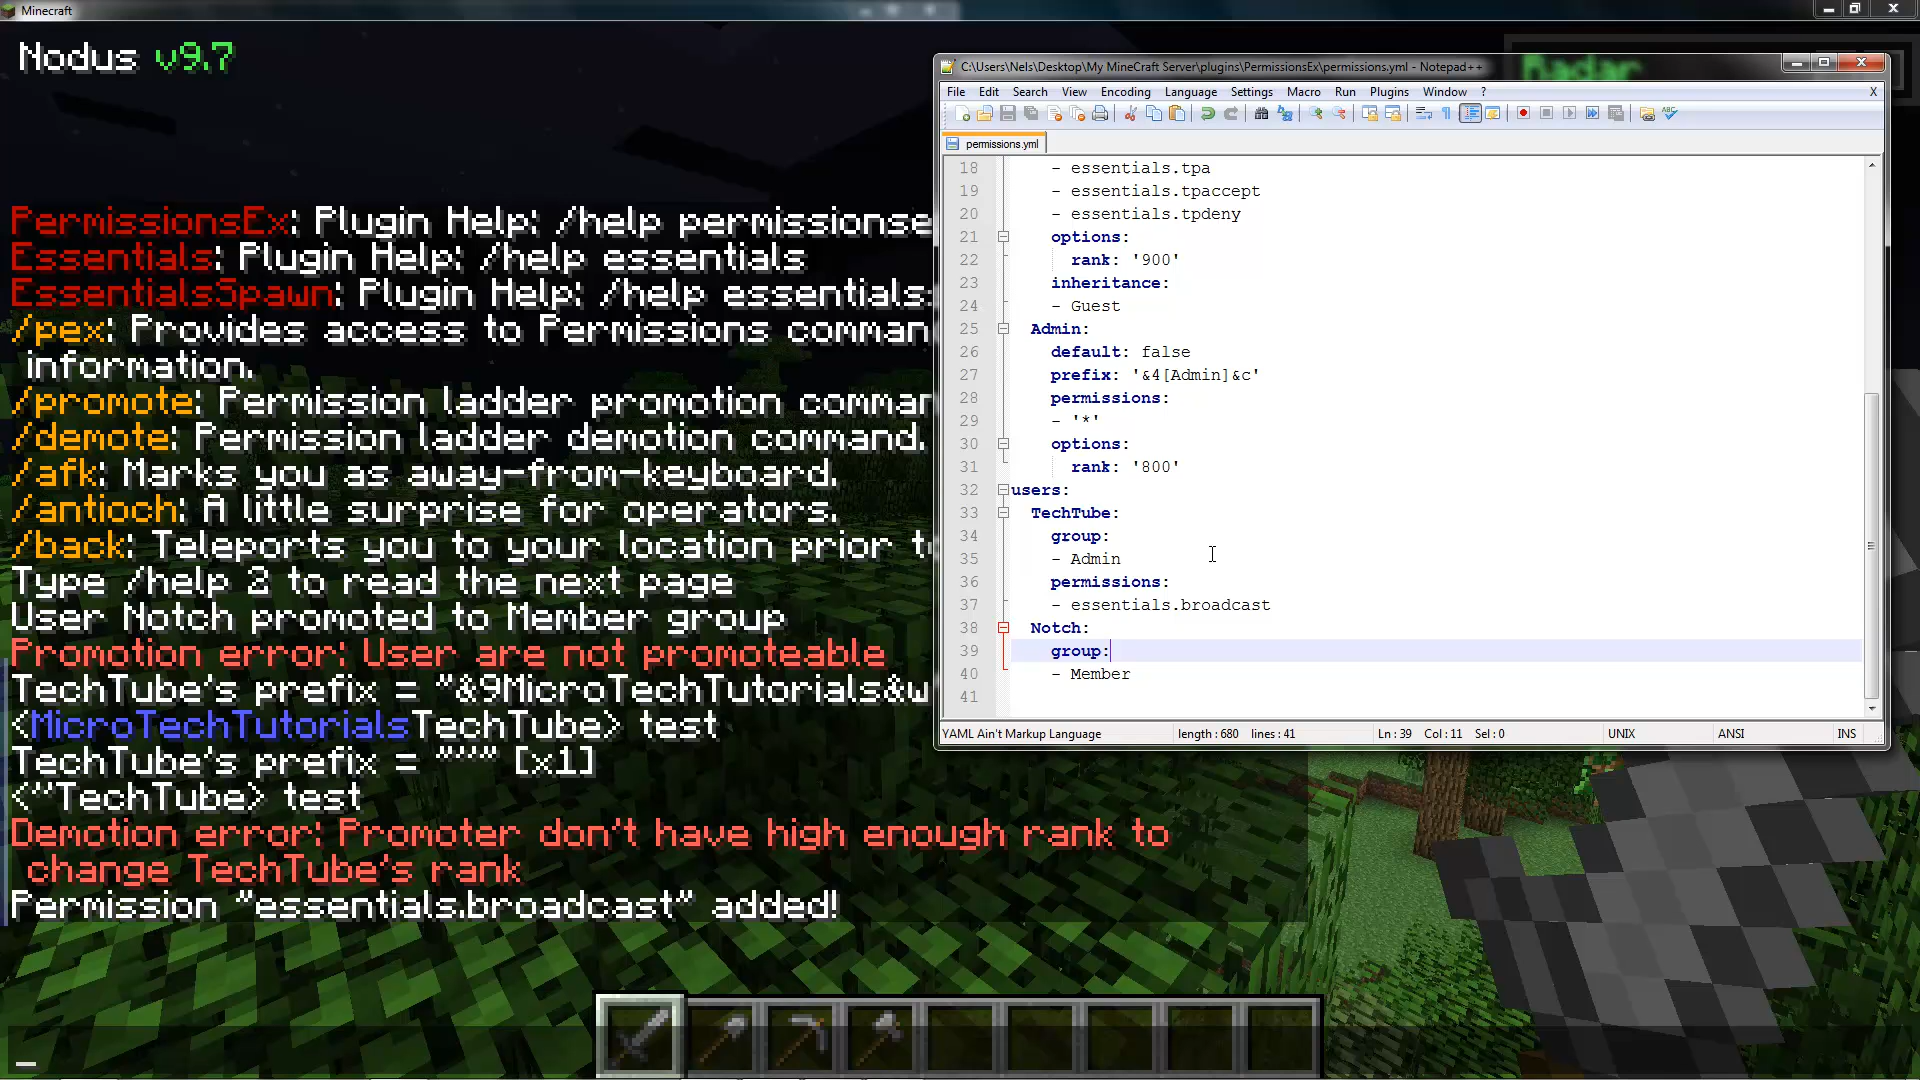 Minecraft
Nodus v9.7
Radar
PermissionsEx: Plugin Help: /help permissionse
Essentials: Plugin Help: /help essentials
EssentialsSpawn: Plugin Help: /help essentials
/pex: Provides access to Permissions comman
information.
/promote: Permission ladder promotion comman
/demote: Permission ladder demotion command.
/afk: Marks you as away-from-keyboard.
/antioch: A little surprise for operators.
/back: Teleports you to your location prior t
Type /help 2 to read the next page
User Notch promoted to Member group
Promotion error: User are not promoteable
TechTube's prefix = "&9MicroTechTutorials&w
<MicroTechTutorialsTechTube> test
TechTube's prefix = """ [x1]
<"TechTube> test
Demotion error: Promoter don't have high enough rank to
change TechTube's rank
Permission "essentials.broadcast" added!
_
C:\Users\Nels\Desktop\My MineCraft Server\plugins\PermissionsEx\permissions.yml - Notepad++
File Edit Search View Encoding Language Settings Macro Run Plugins Window ? X
permissions.yml
18 - essentials.tpa
19 - essentials.tpaccept
20 - essentials.tpdeny
21 options:
22 rank: '900'
23 inheritance:
24 - Guest
25 Admin:
26 default: false
27 prefix: '&4[Admin]&c'
28 permissions:
29 - '*'
30 options:
31 rank: '800'
32 users:
33 TechTube:
34 group:
35 - Admin
36 permissions:
37 - essentials.broadcast
38 Notch:
39 group:
40 - Member
41
YAML Ain't Markup Language length : 680 lines : 41 Ln : 39 Col : 11 Sel : 0 UNIX ANSI INS